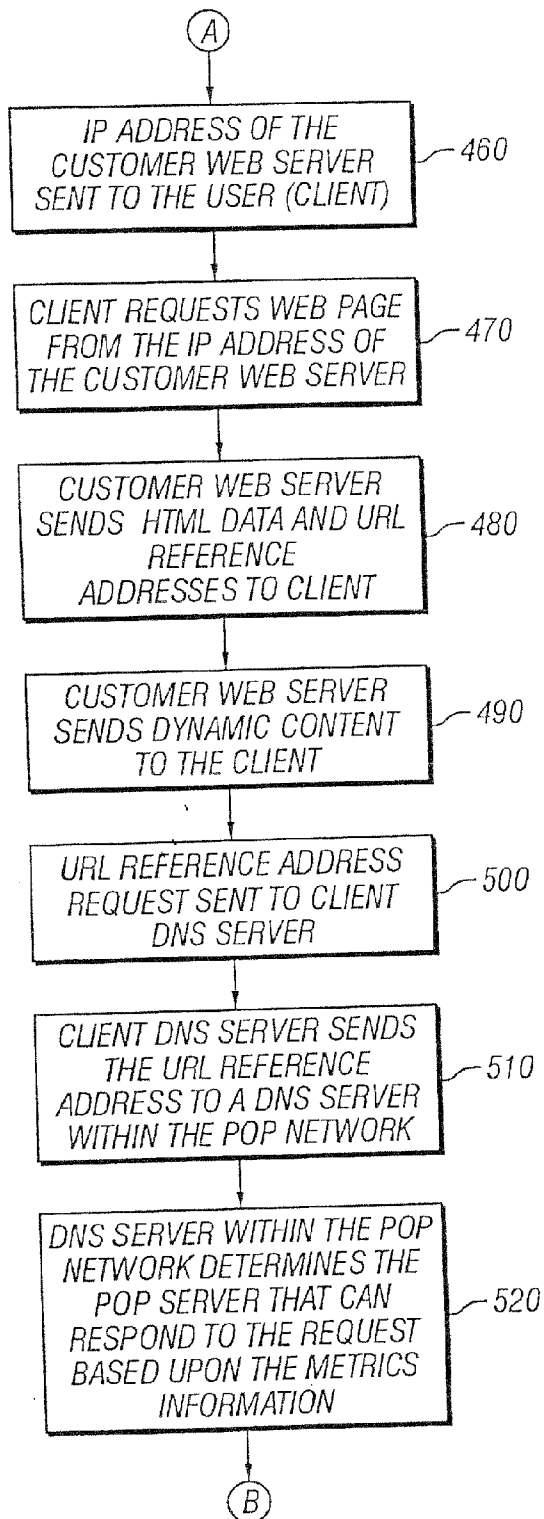 A
IP ADDRESS OF THE
CUSTOMER WEB SERVER
SENT TO THE USER (CLIENT)
460
CLIENT REQUESTS WEB PAGE
FROM THE IP ADDRESS OF
THE CUSTOMER WEB SERVER
470
CUSTOMER WEB SERVER
SENDS HTML DATA AND URL
REFERENCE
ADDRESSES TO CLIENT
480
CUSTOMER WEB SERVER
SENDS DYNAMIC CONTENT
TO THE CLIENT
490
URL REFERENCE ADDRESS
REQUEST SENT TO CLIENT
DNS SERVER
500
CLIENT DNS SERVER SENDS
THE URL REFERENCE
ADDRESS TO A DNS SERVER
WITHIN THE POP NETWORK
510
DNS SERVER WITHIN THE POP
NETWORK DETERMINES THE
POP SERVER THAT CAN
RESPOND TO THE REQUEST
BASED UPON THE METRICS
INFORMATION
520
B